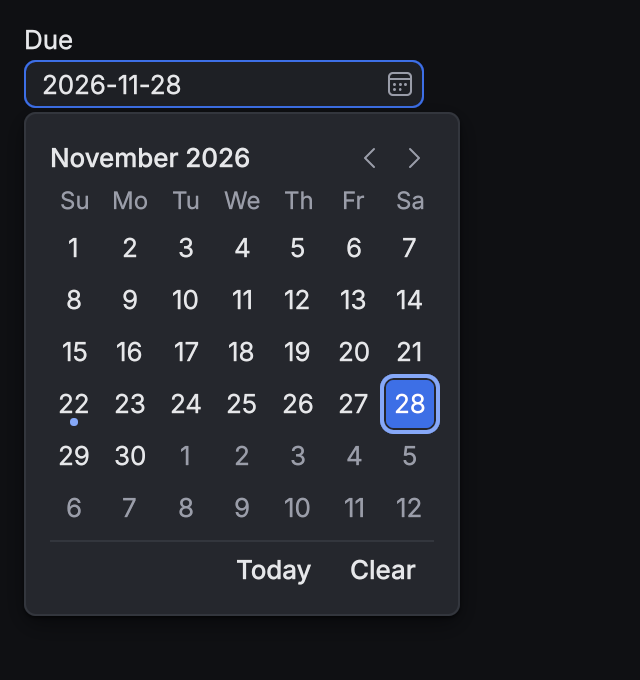 Due
2026-11-28
November 2026
Su Mo Tu We Th Fr Sa
1 2 3 4 5 6 7
8 9 10 11 12 13 14
15 16 17 18 19 20 21
22 23 24 25 26 27 28
29 30 1 2 3 4 5
6 7 8 9 10 11 12
Today Clear